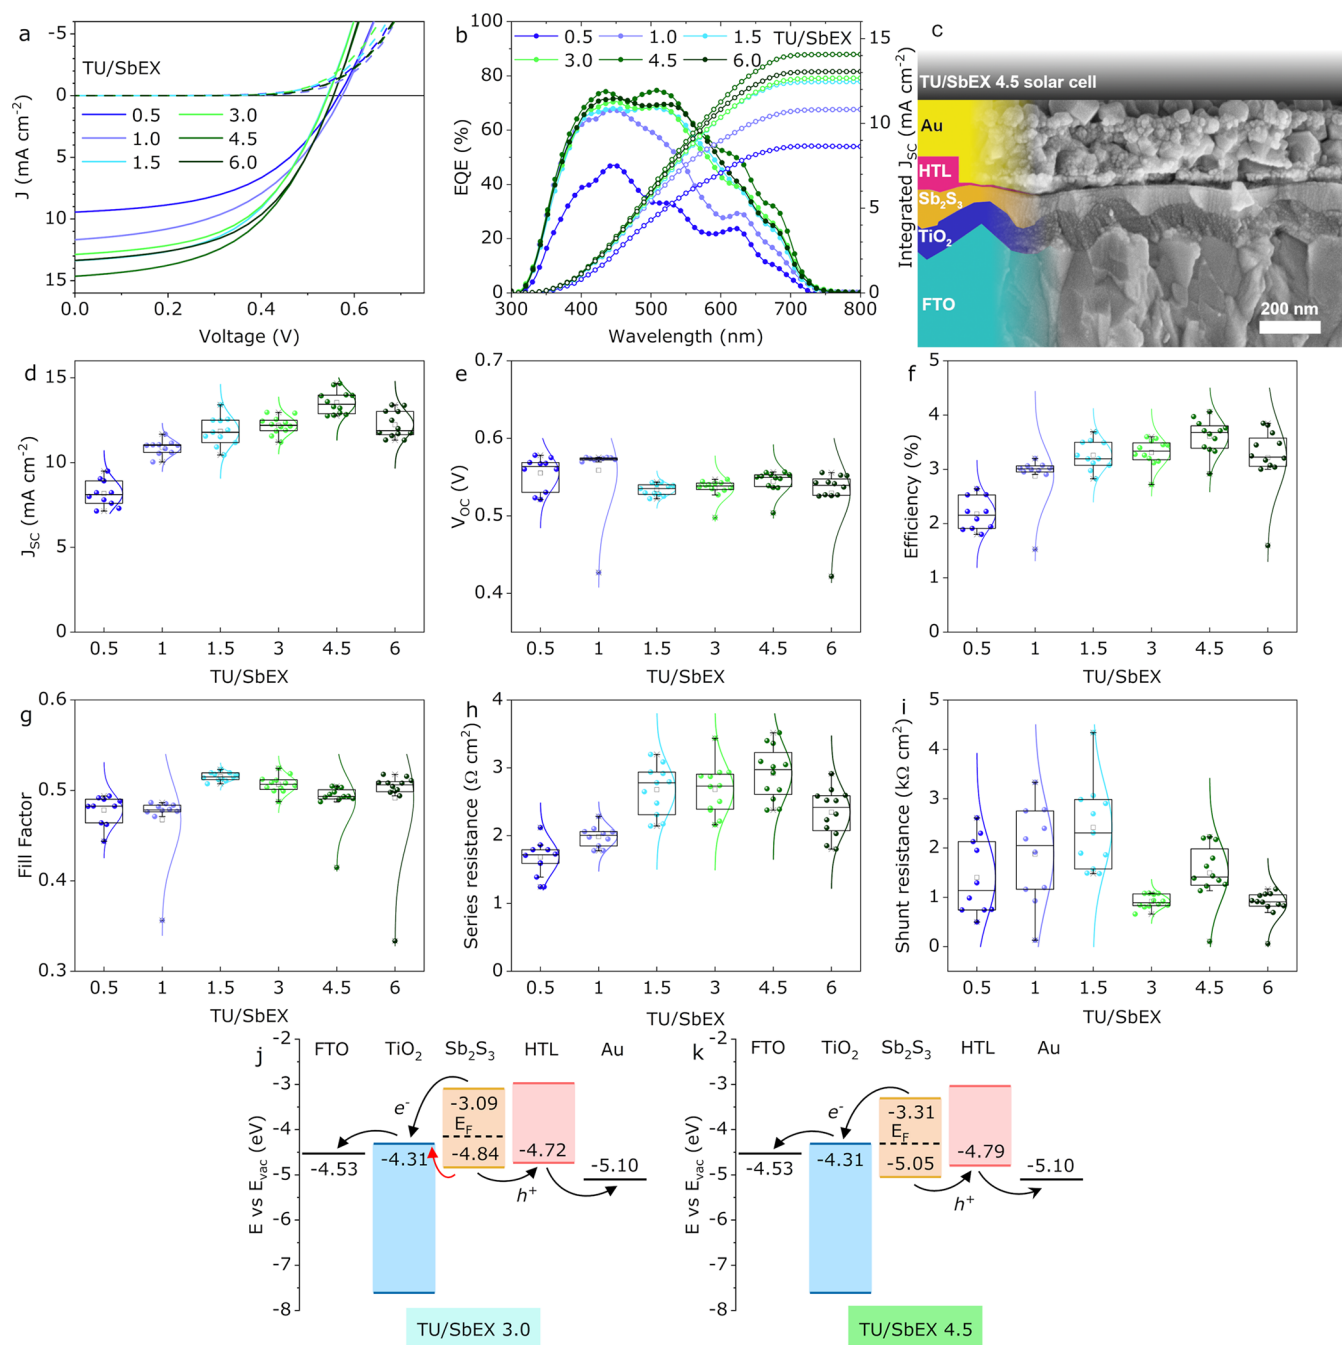 a
-5
0
5
10
15
0.0 0.2 0.4 0.6
J (mA cm-2)
Voltage (V)
TU/SbEX
0.5 3.0
1.0 4.5
1.5 6.0
b
100
80
60
40
20
0
300 400 500 600 700 800
EQE (%)
Wavelength (nm)
0.5 1.0 1.5 TU/SbEX
3.0 4.5 6.0
15
10
5
0
Integrated JSC (mA cm-2)
c
TU/SbEX 4.5 solar cell
Au
HTL
Sb2S3
TiO2
FTO
200 nm
d
15
10
5
0
JSC (mA cm-2)
0.5 1 1.5 3 4.5 6
TU/SbEX
e
0.7
0.6
0.5
0.4
VOC (V)
0.5 1 1.5 3 4.5 6
TU/SbEX
f
5
4
3
2
1
0
Efficiency (%)
0.5 1 1.5 3 4.5 6
TU/SbEX
g
0.6
0.5
0.4
0.3
Fill Factor
0.5 1 1.5 3 4.5 6
TU/SbEX
h
4
3
2
1
0
Series resistance (Ω cm2)
0.5 1 1.5 3 4.5 6
TU/SbEX
i
5
4
3
2
1
0
Shunt resistance (kΩ cm2)
0.5 1 1.5 3 4.5 6
TU/SbEX
j
-2
-3
-4
-5
-6
-7
-8
E vs Evac (eV)
FTO TiO2 Sb2S3 HTL Au
-3.09
e-
EF
-4.53 -4.31 -4.84 -4.72 -5.10
h+
TU/SbEX 3.0
k
-2
-3
-4
-5
-6
-7
-8
E vs Evac (eV)
FTO TiO2 Sb2S3 HTL Au
-3.31
e-
EF
-4.53 -4.31 -5.05 -4.79 -5.10
h+
TU/SbEX 4.5